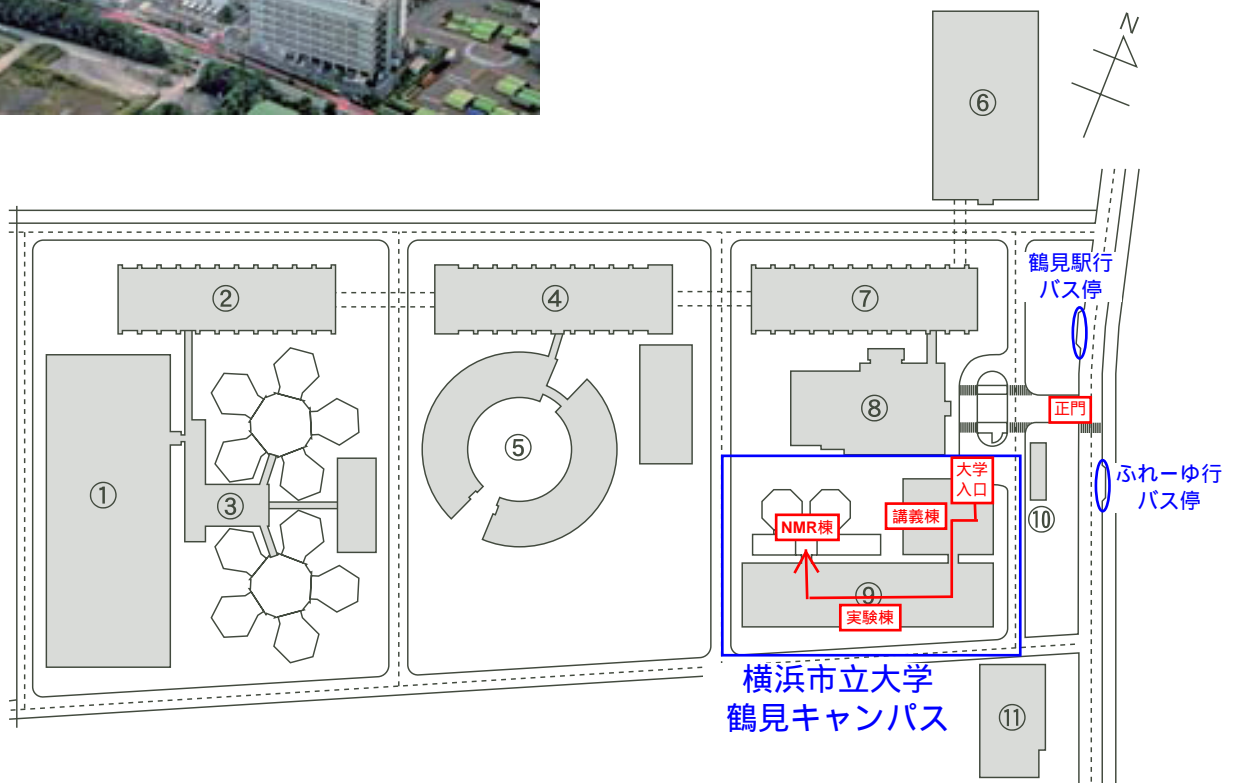 N
⑥
鶴見駅行
バス停
②
④
⑦
正門
⑧
⑤
ふれーゆ行
バス停
大学
入口
①
③
講義棟
⑩
NMR棟
⑨
実験棟
横浜市立大学
鶴見キャンパス
⑪